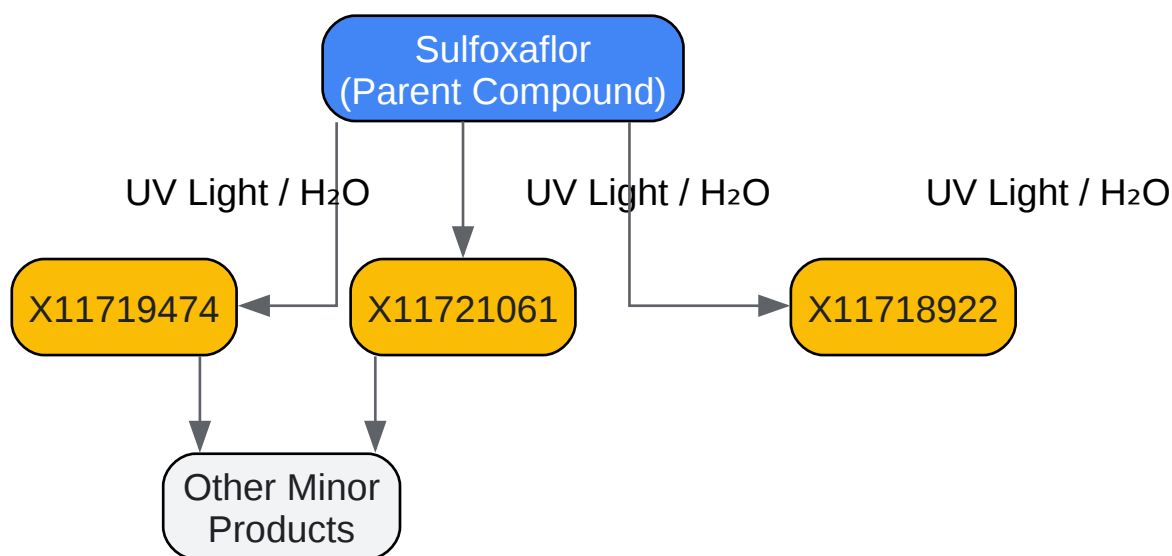 Sulfoxaflor
(Parent Compound)
UV Light / H₂O
UV Light / H₂O
UV Light / H₂O
X11719474
X11721061
X11718922
Other Minor
Products